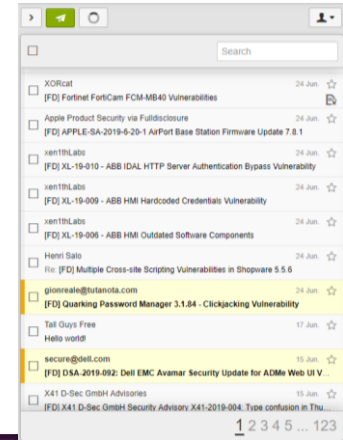 Search
XORcat 24 Jun.
[FD] Fortinet FortiCam FCM-MB40 Vulnerabilities
Apple Product Security via Fulldisclosure 24 Jun.
[FD] APPLE-SA-2019-6-20-1 AirPort Base Station Firmware Update 7.8.1
xen1thLabs 24 Jun.
[FD] XL-19-010 - ABB IDAL HTTP Server Authentication Bypass Vulnerability
xen1thLabs 24 Jun.
[FD] XL-19-009 - ABB HMI Hardcoded Credentials Vulnerability
xen1thLabs 24 Jun.
[FD] XL-19-006 - ABB HMI Outdated Software Components
Henri Salo 24 Jun.
Re: [FD] Multiple Cross-site Scripting Vulnerabilities in Shopware 5.5.6
gionreale@tutanota.com 24 Jun.
[FD] Quarking Password Manager 3.1.84 - Clickjacking Vulnerability
Tall Guys Free 17 Jun.
Hello world!
secure@dell.com 15 Jun.
[FD] DSA-2019-092: Dell EMC Avamar Security Update for ADMe Web UI V...
X41 D-Sec GmbH Advisories 15 Jun.
[FD] X41 D-Sec GmbH Security Advisory X41-2019-004: Type confusion in Thu...
1 2 3 4 5 ... 123